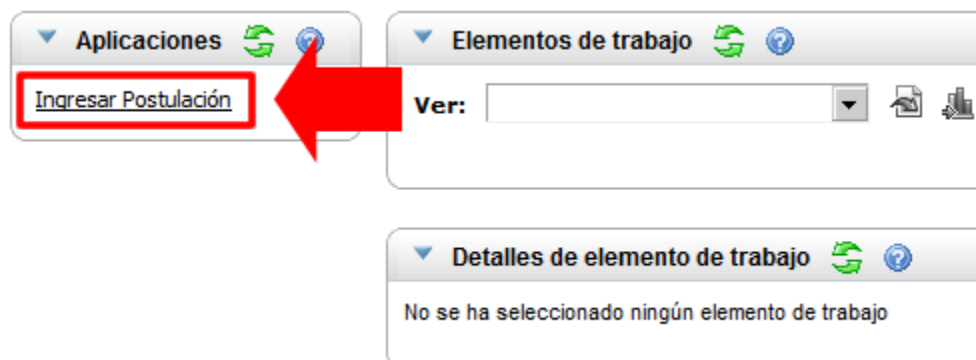 Aplicaciones
Ingresar Postulación
Elementos de trabajo
Ver:
Detalles de elemento de trabajo
No se ha seleccionado ningún elemento de trabajo